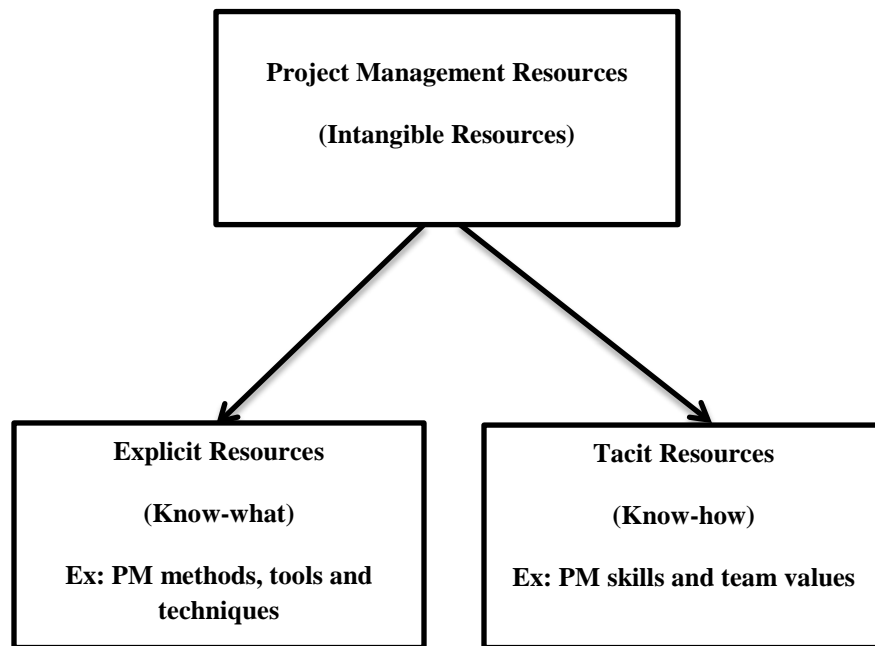 Project Management Resources
(Intangible Resources)
Explicit Resources
(Know-what)
Ex: PM methods, tools and
techniques
Tacit Resources
(Know-how)
Ex: PM skills and team values